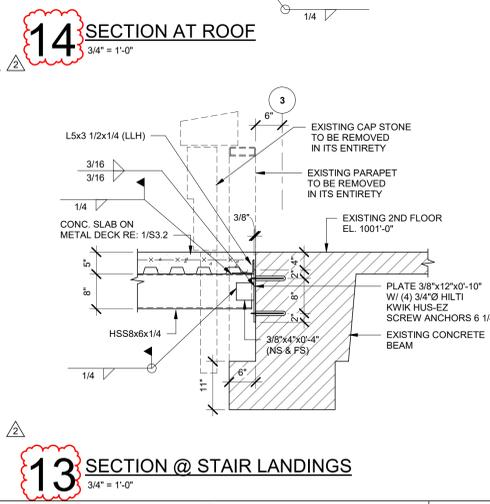 1/4
14 SECTION AT ROOF
3/4" = 1'-0"
2
3
6"
L5x3 1/2x1/4 (LLH)
EXISTING CAP STONE
TO BE REMOVED
IN ITS ENTIRETY
3/16
3/16
EXISTING PARAPET
TO BE REMOVED
IN ITS ENTIRETY
1/4
3/8"
CONC. SLAB ON
METAL DECK RE: 1/S3.2
EXISTING 2ND FLOOR
EL. 1001'-0"
5"
4"
2"
8"
8"
2"
PLATE 3/8"x12"x0'-10"
W/ (4) 3/4"Ø HILTI
KWIK HUS-EZ
SCREW ANCHORS 6 1/
HSS8x6x1/4
3/8"x4"x0'-4"
(NS & FS)
EXISTING CONCRETE
BEAM
1/4
11"
6"
2
13 SECTION @ STAIR LANDINGS
3/4" = 1'-0"